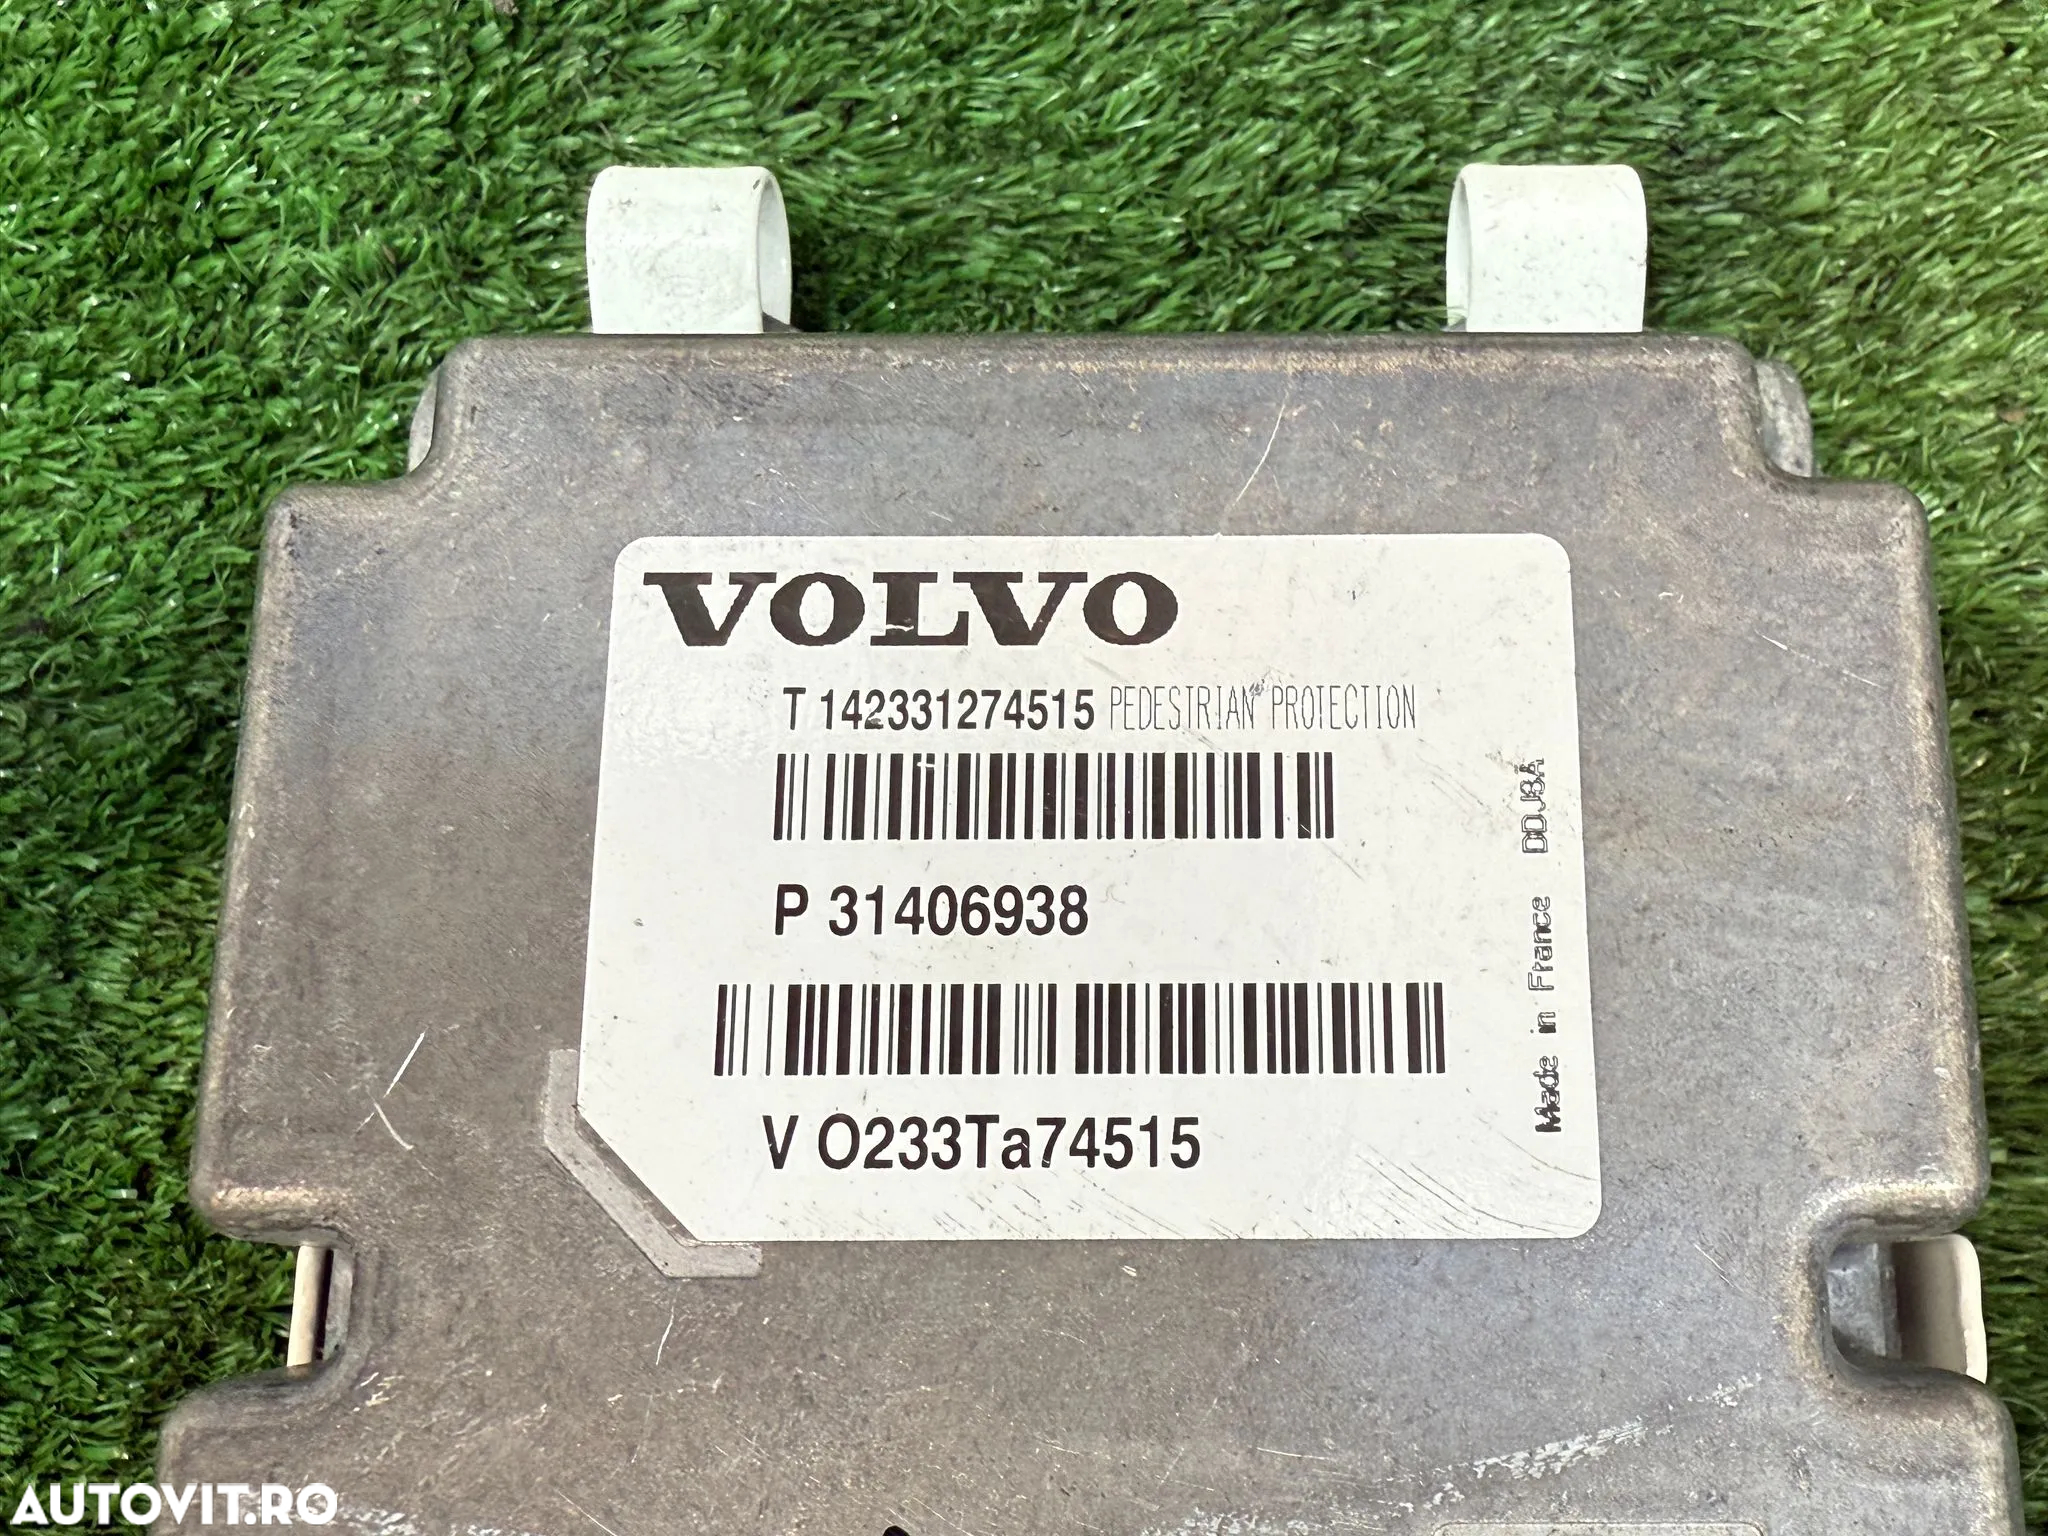 VOLVO
T 142331274515 PEDESTRIAN PROTECTION
P 31406938
V O233Ta74515
Made in France DDJ8A
AUTOVIT.RO